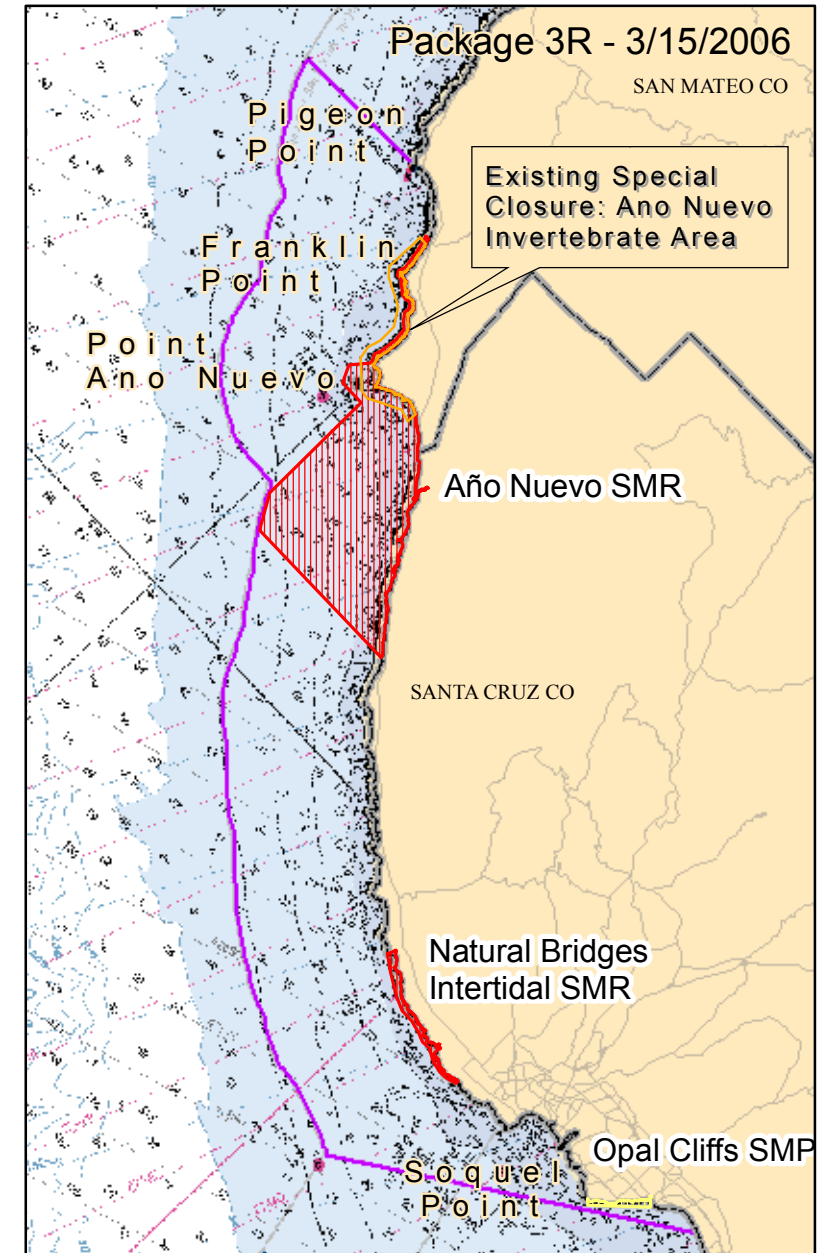 Package 3R - 3/15/2006
SAN MATEO CO
Pigeon
Point
Existing Special
Closure: Ano Nuevo
Invertebrate Area
Franklin
Point
Point
Ano Nuevo
Año Nuevo SMR
SANTA CRUZ CO
Natural Bridges
Intertidal SMR
Opal Cliffs SMP
Soquel
Point